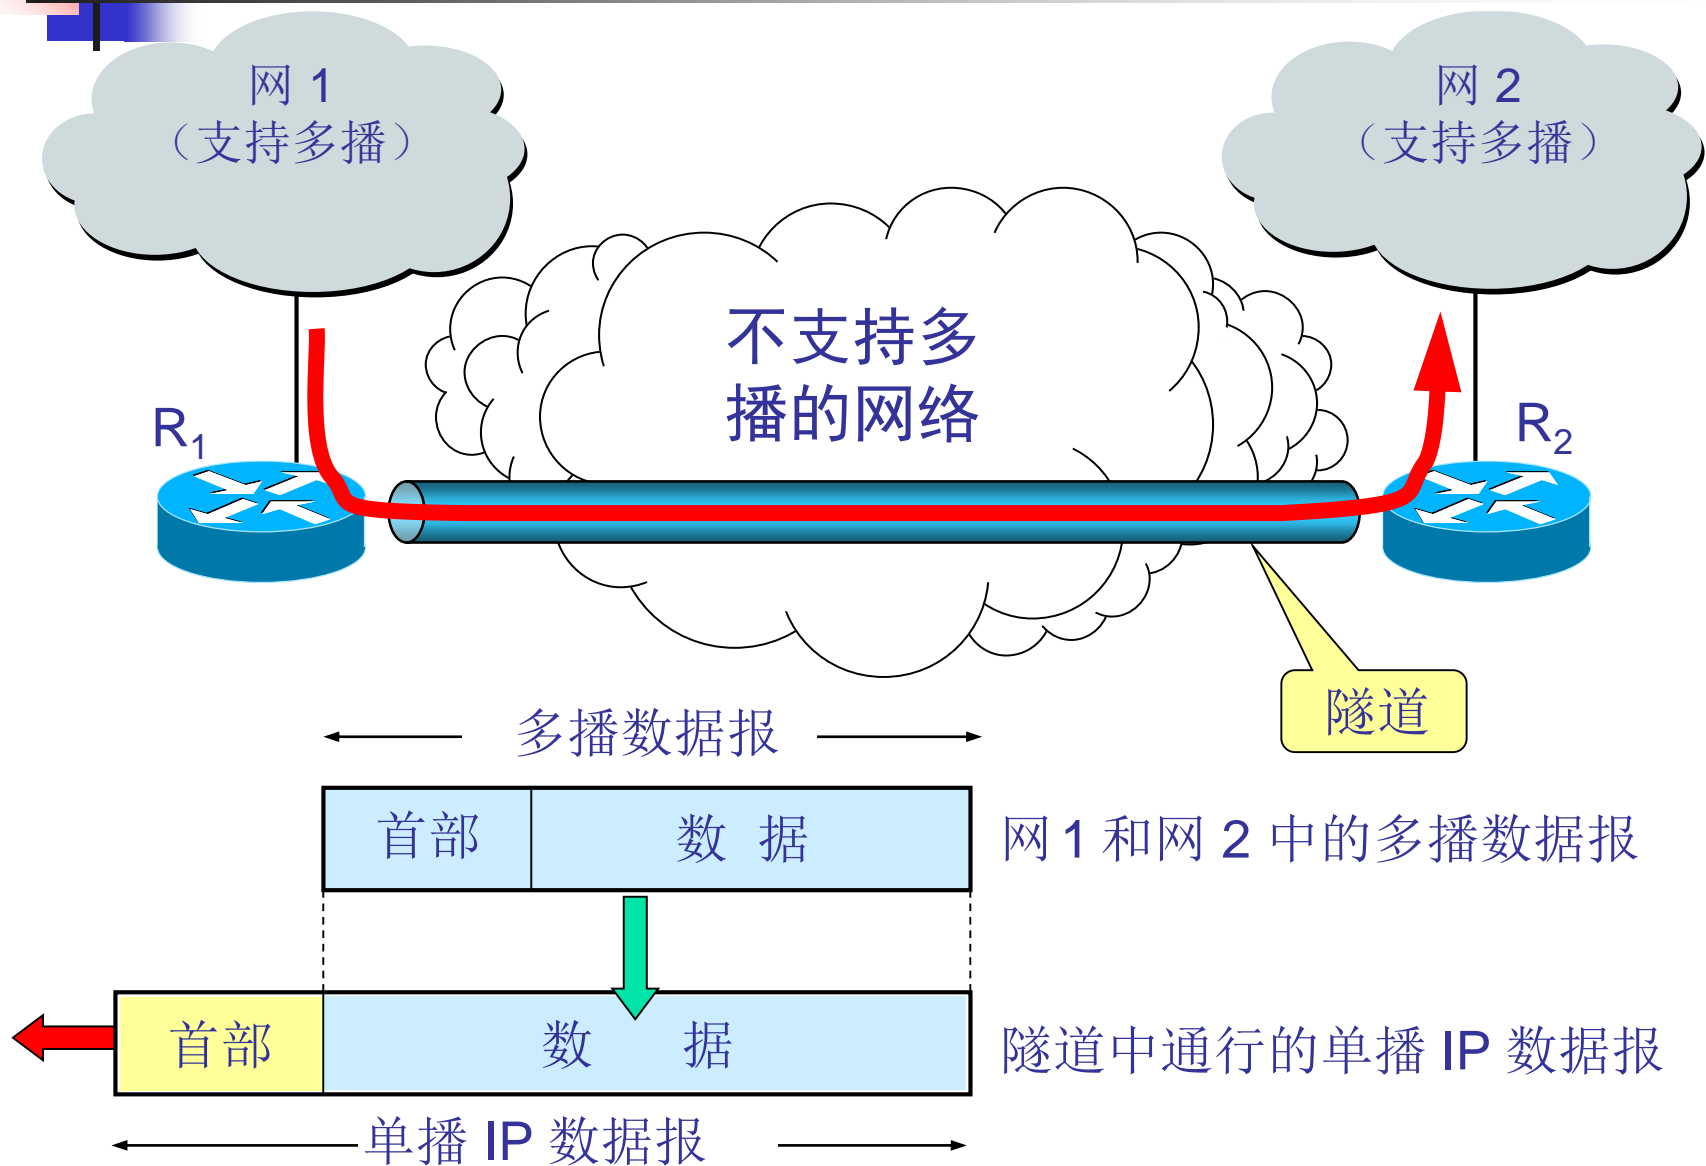 网 1
（支持多播）
网 2
（支持多播）
不支持多
播的网络
R1
R2
隧道
多播数据报
首部
数 据
网 1 和网 2 中的多播数据报
首部
数 据
隧道中通行的单播 IP 数据报
单播 IP 数据报